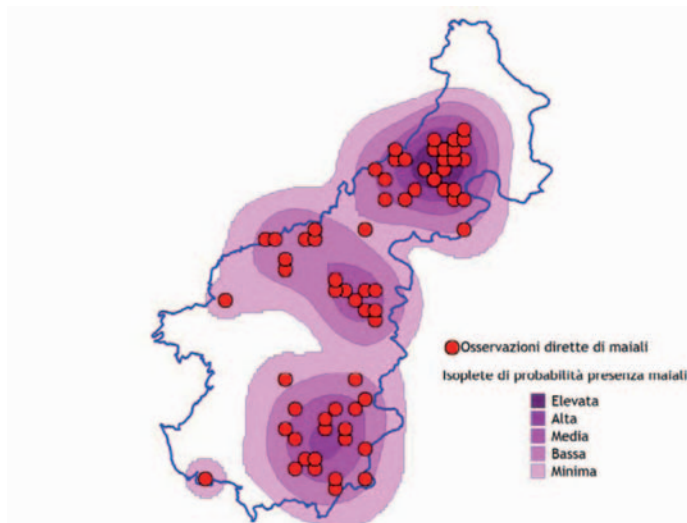 Osservazioni dirette di maiali
Isoplete di probabilità presenza maiali
Elevata
Alta
Media
Bassa
Minima